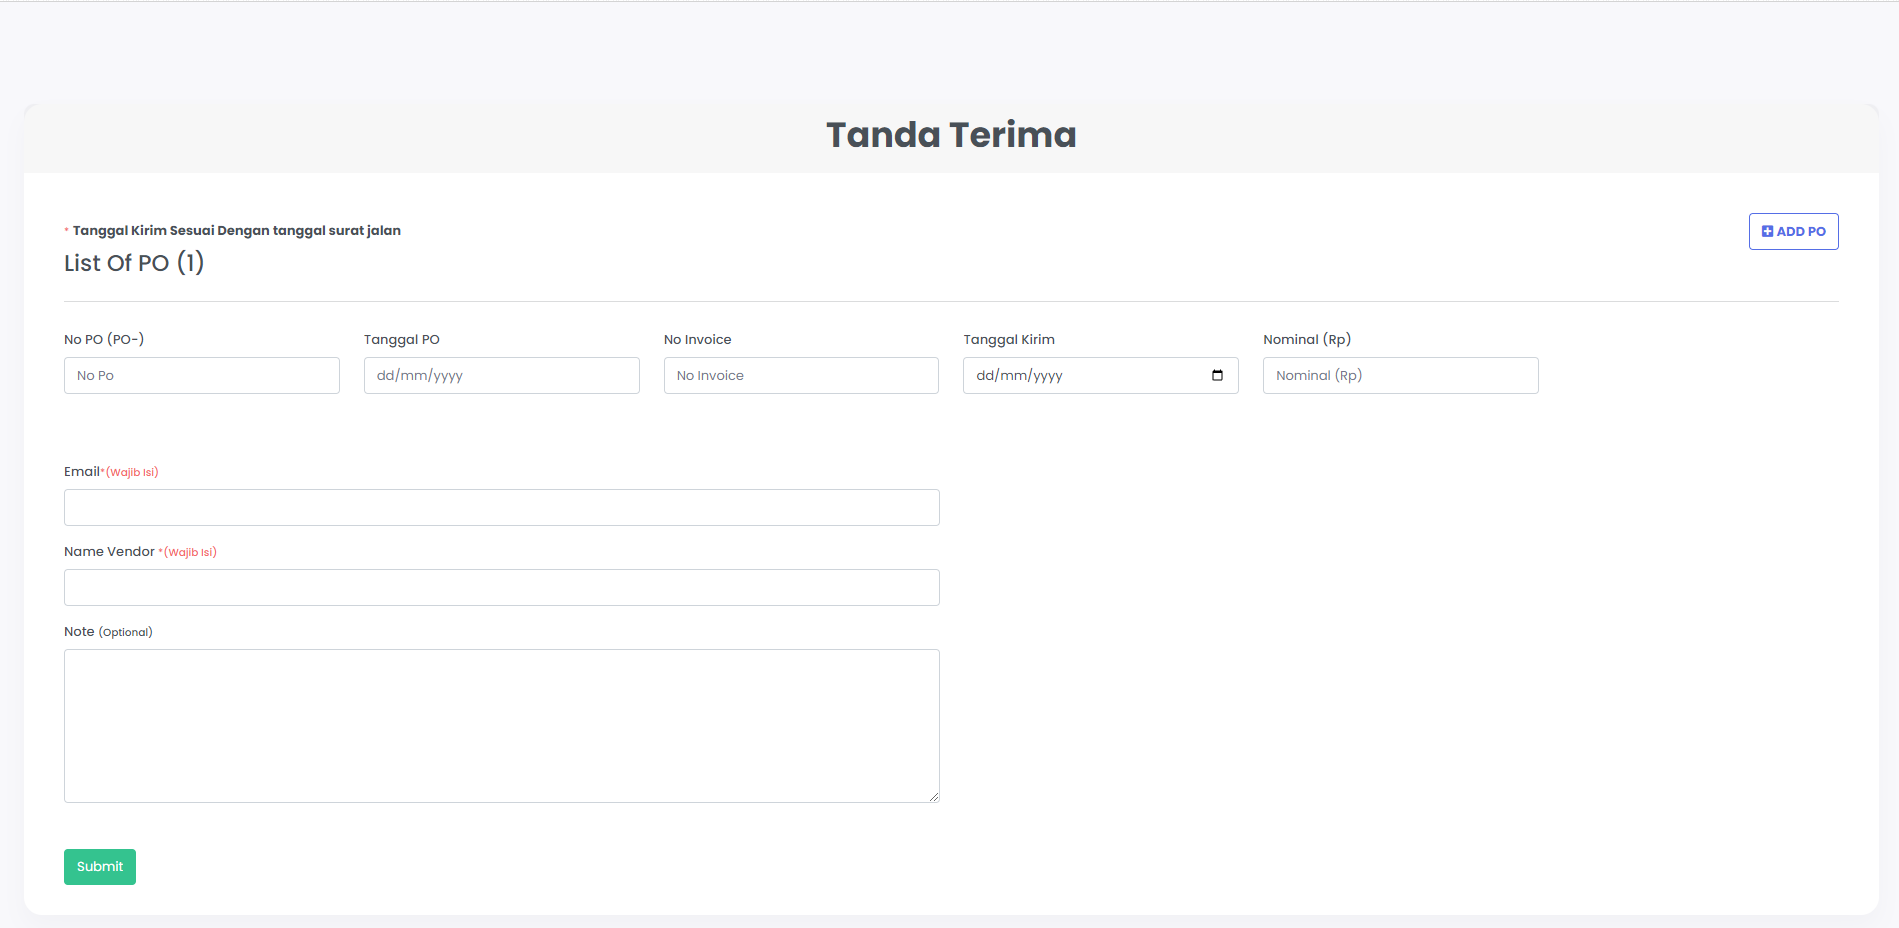 Tanda Terima
* Tanggal Kirim Sesuai Dengan tanggal surat jalan
ADD PO
List Of PO (1)
No PO (PO-) Tanggal PO No Invoice Tanggal Kirim Nominal (Rp)
No Po dd/mm/yyyy No Invoice dd/mm/yyyy Nominal (Rp)
Email*(Wajib Isi)
Name Vendor *(Wajib Isi)
Note (Optional)
Submit